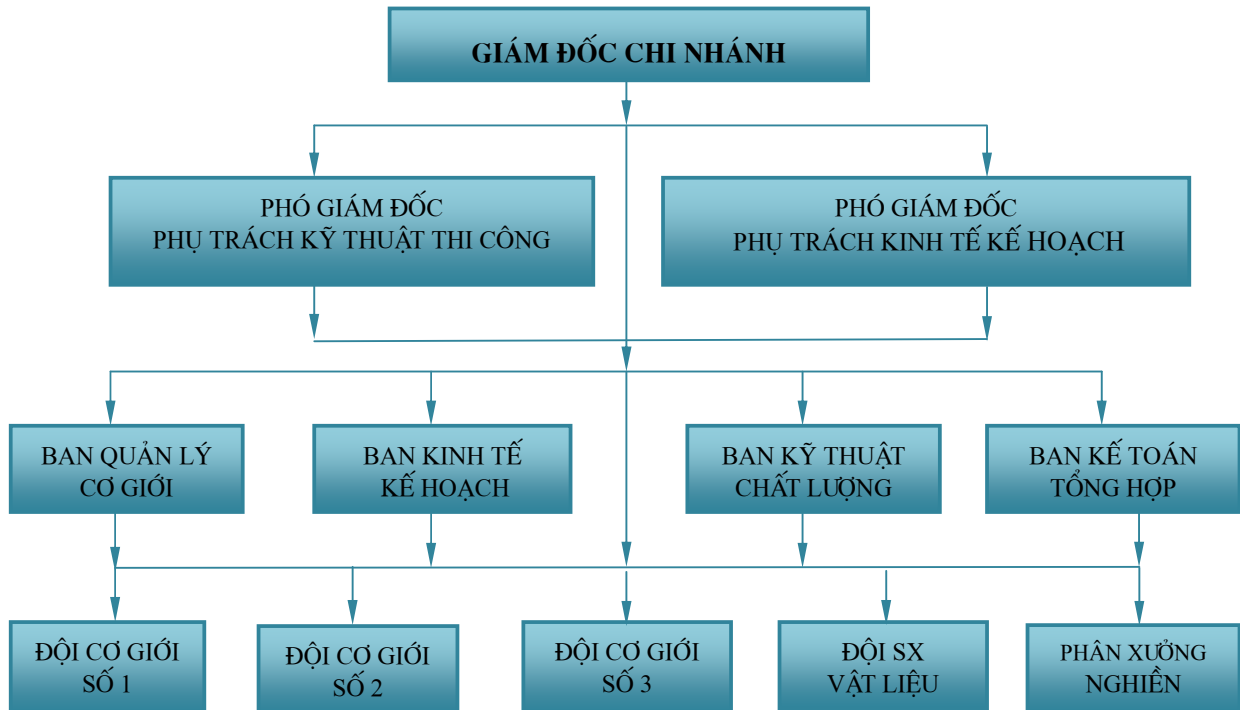 GIÁM ĐỐC CHI NHÁNH
PHÓ GIÁM ĐỐC
PHỤ TRÁCH KỸ THUẬT THI CÔNG
PHÓ GIÁM ĐỐC
PHỤ TRÁCH KINH TẾ KẾ HOẠCH
BAN QUẢN LÝ
CƠ GIỚI
BAN KINH TẾ
KẾ HOẠCH
BAN KỸ THUẬT
CHẤT LƯỢNG
BAN KẾ TOÁN
TỔNG HỢP
ĐỘI CƠ GIỚI
SỐ 1
ĐỘI CƠ GIỚI
SỐ 2
ĐỘI CƠ GIỚI
SỐ 3
ĐỘI SX
VẬT LIỆU
PHÂN XƯỞNG
NGHIỀN